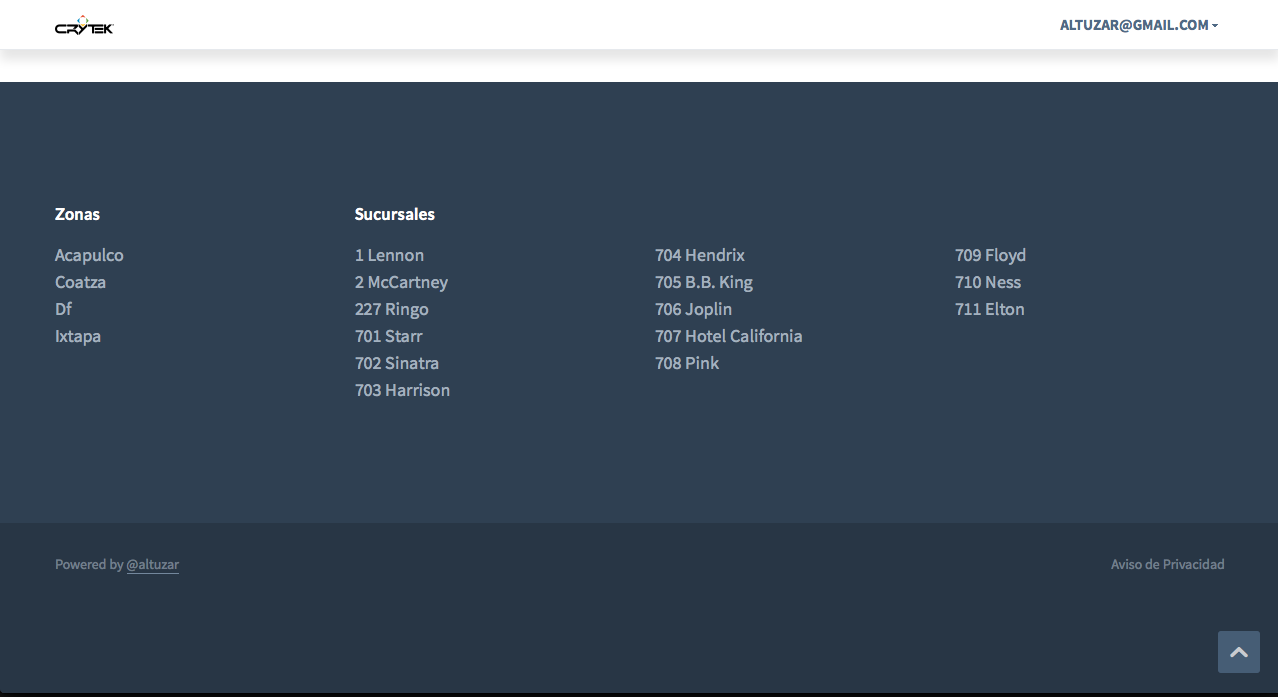 CRYTEK
ALTUZAR@GMAIL.COM
Zonas
Acapulco
Coatza
Df
Ixtapa
Sucursales
1 Lennon
2 McCartney
227 Ringo
701 Starr
702 Sinatra
703 Harrison
704 Hendrix
705 B.B. King
706 Joplin
707 Hotel California
708 Pink
709 Floyd
710 Ness
711 Elton
Powered by @altuzar
Aviso de Privacidad